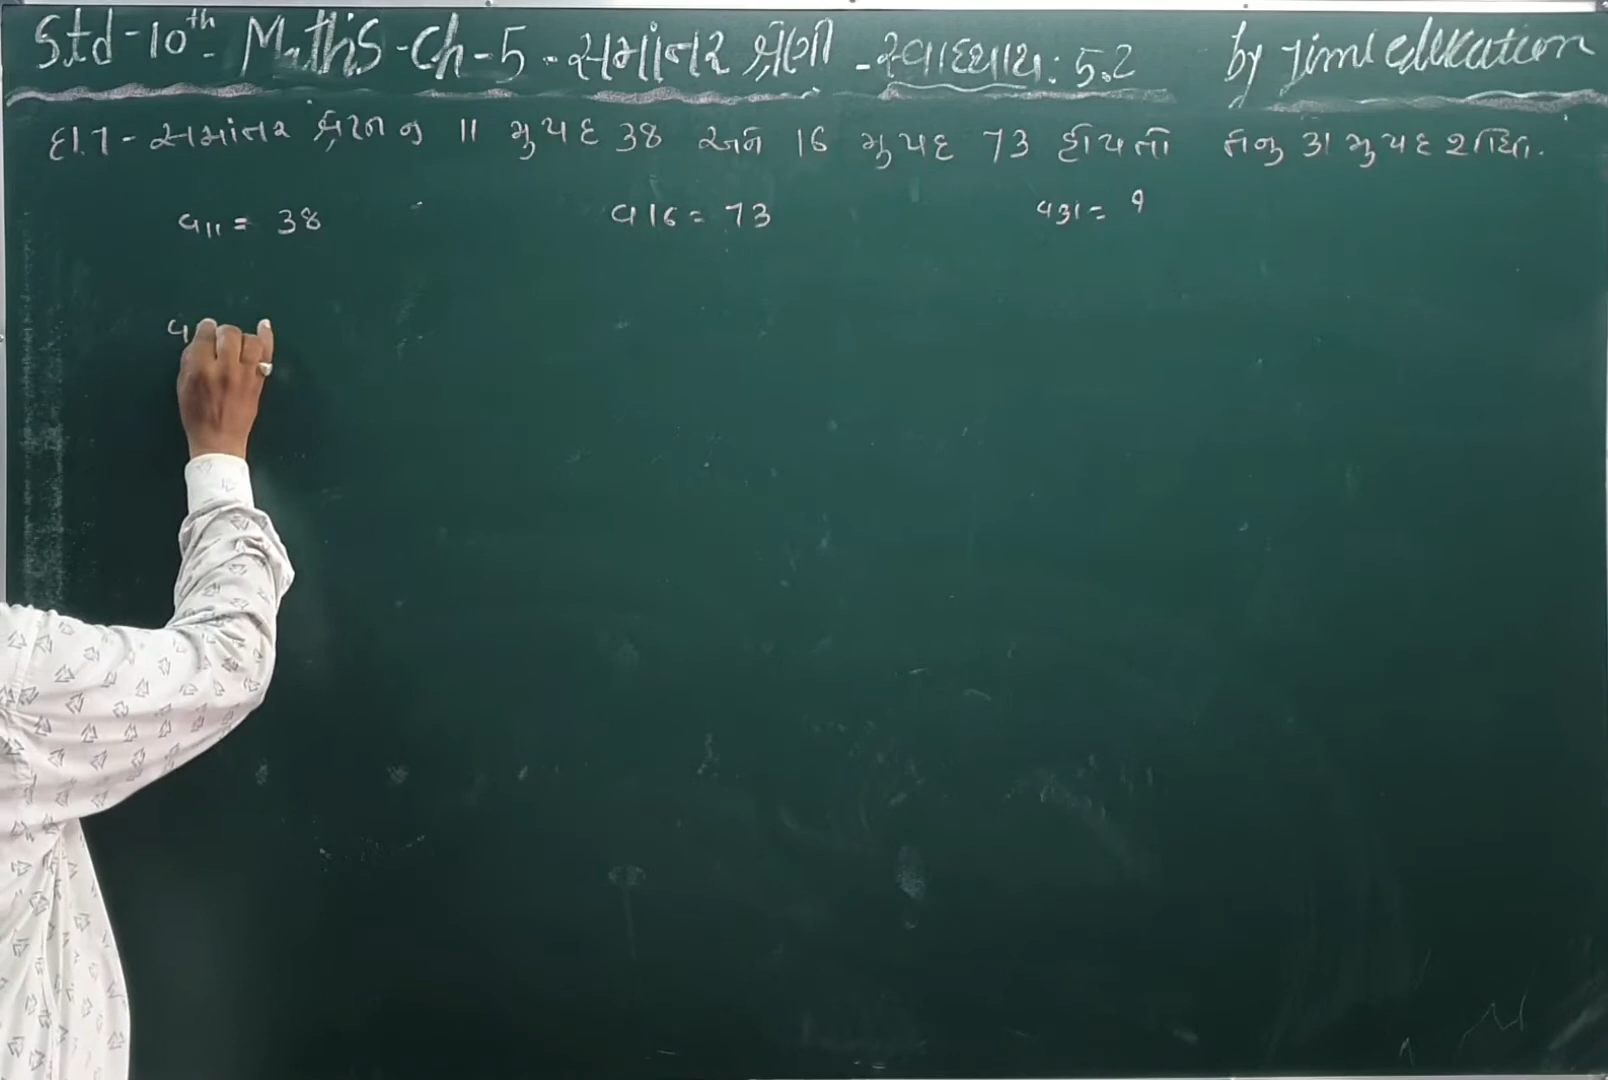 Std-10th- Maths-Ch-5-સમાંતર શ્રેણી -સ્વાધ્યાય: 5.2 by Jimi education
દા.7- સમાંતર શ્રેણી નુ 11 મુ પદ 38 અને 16 મુ પદ 73 હોય તો તેનુ 31 મુ પદ શોધો.
a11 = 38 a16 = 73 a31 = ?
a